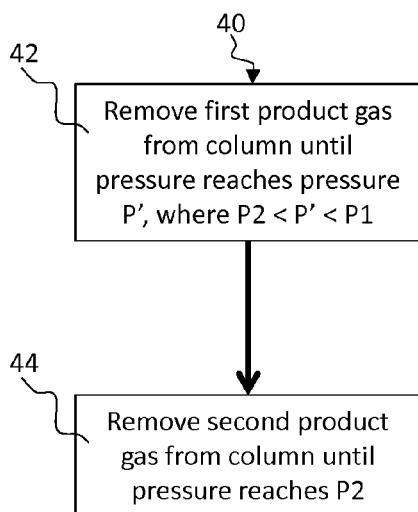 40
42
Remove first product gas
from column until
pressure reaches pressure
P’, where P2 < P’ < P1
44
Remove second product
gas from column until
pressure reaches P2